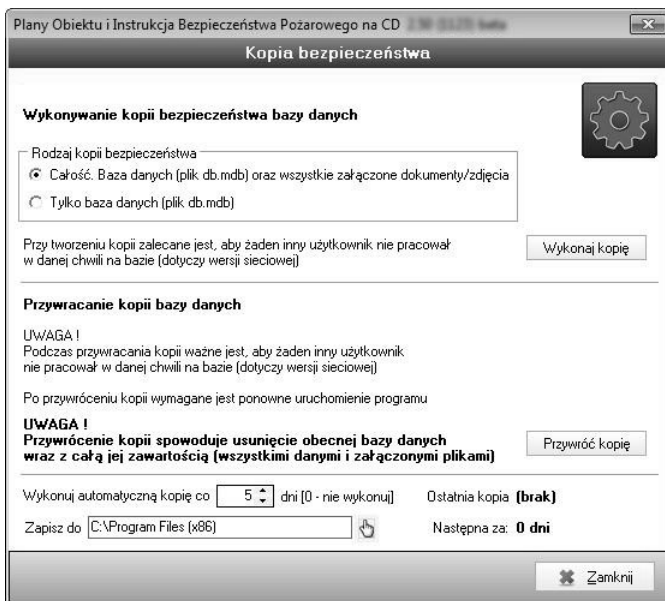 Plany Obiektu i Instrukcja Bezpieczeństwa Pożarowego na CD
Kopia bezpieczeństwa
Wykonywanie kopii bezpieczeństwa bazy danych
Rodzaj kopii bezpieczeństwa
Całość. Baza danych (plik db.mdb) oraz wszystkie załączone dokumenty/zdjęcia
Tylko baza danych (plik db.mdb)
Przy tworzeniu kopii zalecane jest, aby żaden inny użytkownik nie pracował
w danej chwili na bazie (dotyczy wersji sieciowej)
Wykonaj kopię
Przywracanie kopii bazy danych
UWAGA !
Podczas przywracania kopii ważne jest, aby żaden inny użytkownik
nie pracował w danej chwili na bazie (dotyczy wersji sieciowej)
Po przywróceniu kopii wymagane jest ponowne uruchomienie programu
UWAGA !
Przywrócenie kopii spowoduje usunięcie obecnej bazy danych
wraz z całą jej zawartością (wszystkimi danymi i załączonymi plikami)
Przywróć kopię
Wykonuj automatyczną kopię co 5 dni [0 - nie wykonuj] Ostatnia kopia (brak)
Zapisz do C:\Program Files (x86) Następna za: 0 dni
Zamknij